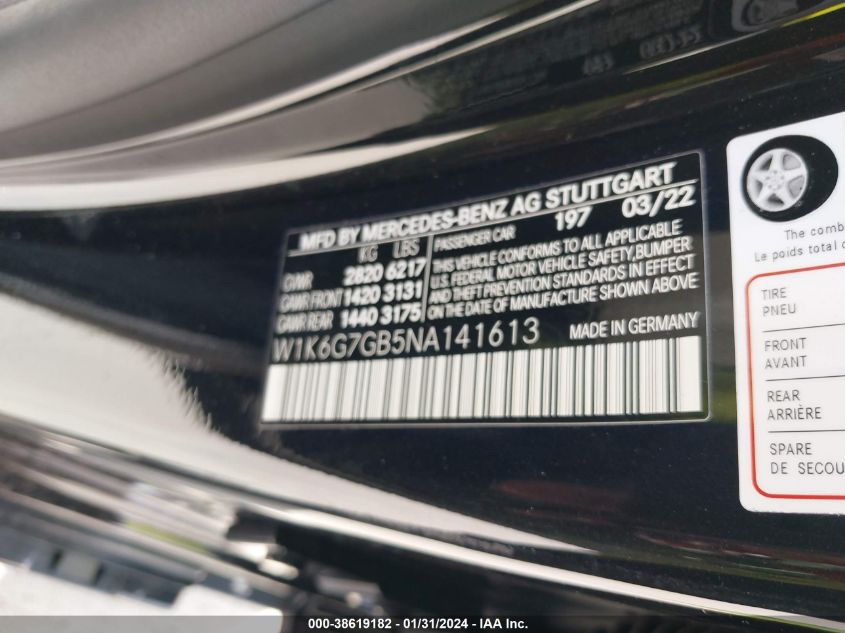 MFD BY MERCEDES-BENZ AG STUTTGART
KG LBS
GVWR 2820 6217
GAWR FRONT 1420 3131
GAWR REAR 1440 3175
197 03/22
PASSENGER CAR
THIS VEHICLE CONFORMS TO ALL APPLICABLE
U.S. FEDERAL MOTOR VEHICLE SAFETY, BUMPER
AND THEFT PREVENTION STANDARDS IN EFFECT
ON THE DATE OF MANUFACTURE SHOWN ABOVE
W1K6G7GB5NA141613
MADE IN GERMANY
The comb
Le poids total
TIRE
PNEU
FRONT
AVANT
REAR
ARRIÈRE
SPARE
DE SECOU
000-38619182 - 01/31/2024 - IAA Inc.